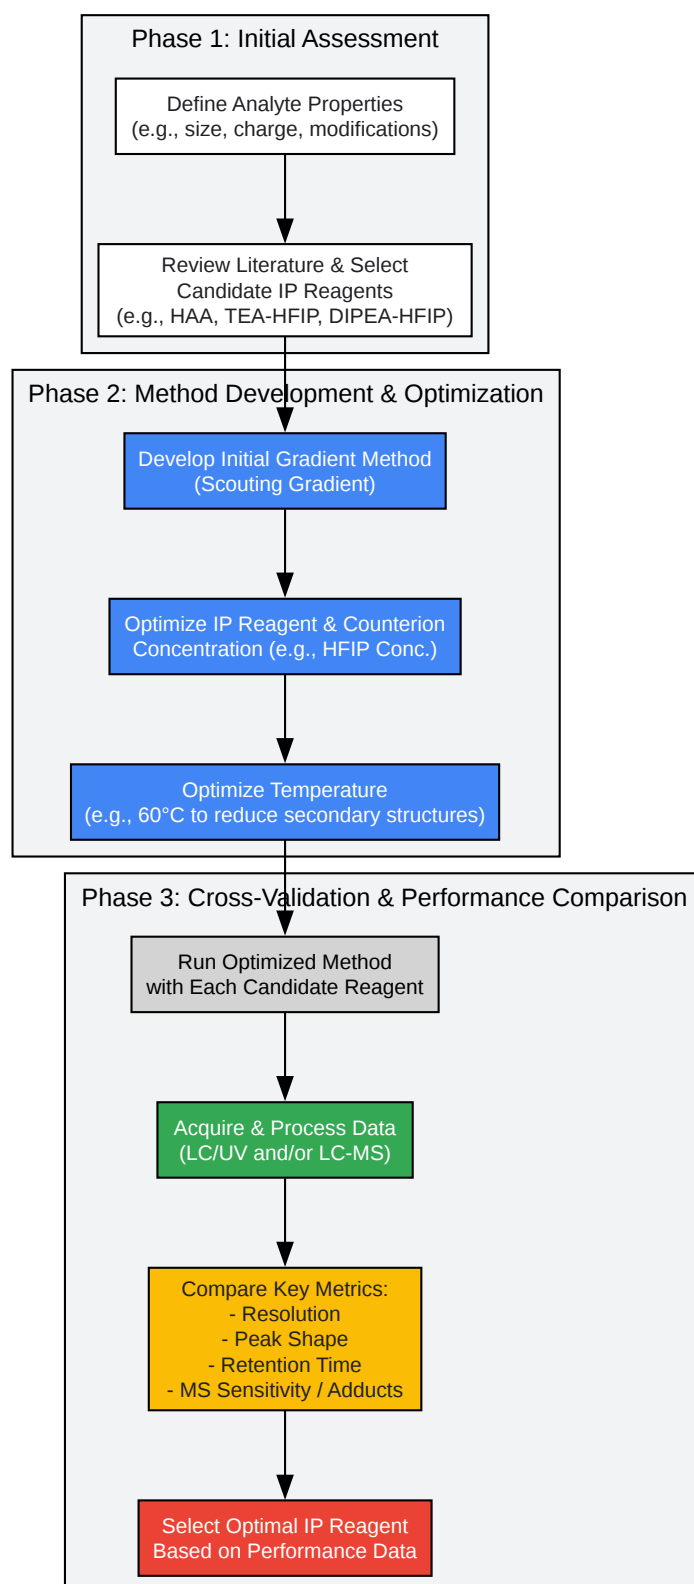 Phase 1: Initial Assessment
Define Analyte Properties
(e.g., size, charge, modifications)
Review Literature & Select
Candidate IP Reagents
(e.g., HAA, TEA-HFIP, DIPEA-HFIP)
Phase 2: Method Development & Optimization
Develop Initial Gradient Method
(Scouting Gradient)
Optimize IP Reagent & Counterion
Concentration (e.g., HFIP Conc.)
Optimize Temperature
(e.g., 60°C to reduce secondary structures)
Phase 3: Cross-Validation & Performance Comparison
Run Optimized Method
with Each Candidate Reagent
Acquire & Process Data
(LC/UV and/or LC-MS)
Compare Key Metrics:
- Resolution
- Peak Shape
- Retention Time
- MS Sensitivity / Adducts
Select Optimal IP Reagent
Based on Performance Data